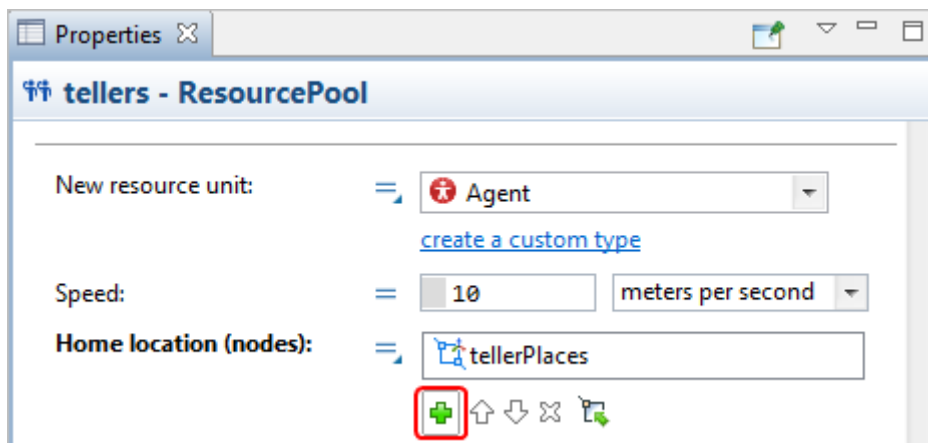 Properties
tellers - ResourcePool
New resource unit: Agent
create a custom type
Speed: 10 meters per second
Home location (nodes): tellerPlaces